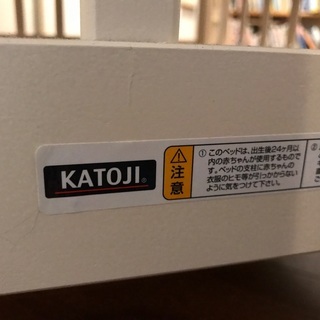 KATOJI®
注意
① このベッドは、出生後24ヶ月以
内の赤ちゃんが使用するもので
す。ベッドの支柱に赤ちゃんの
衣服のヒモ等が引っかからない
ように気をつけて下さい。
②